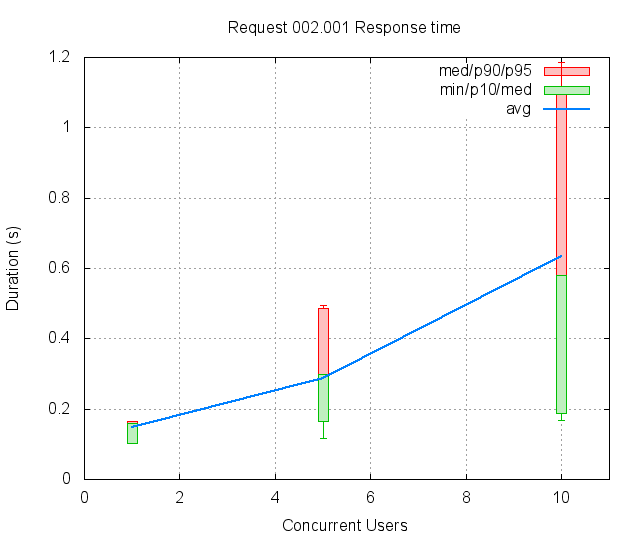 Request 002.001 Response time
1.2
1
0.8
0.6
0.4
0.2
0
Duration (s)
med/p90/p95
min/p10/med
avg
0 2 4 6 8 10
Concurrent Users